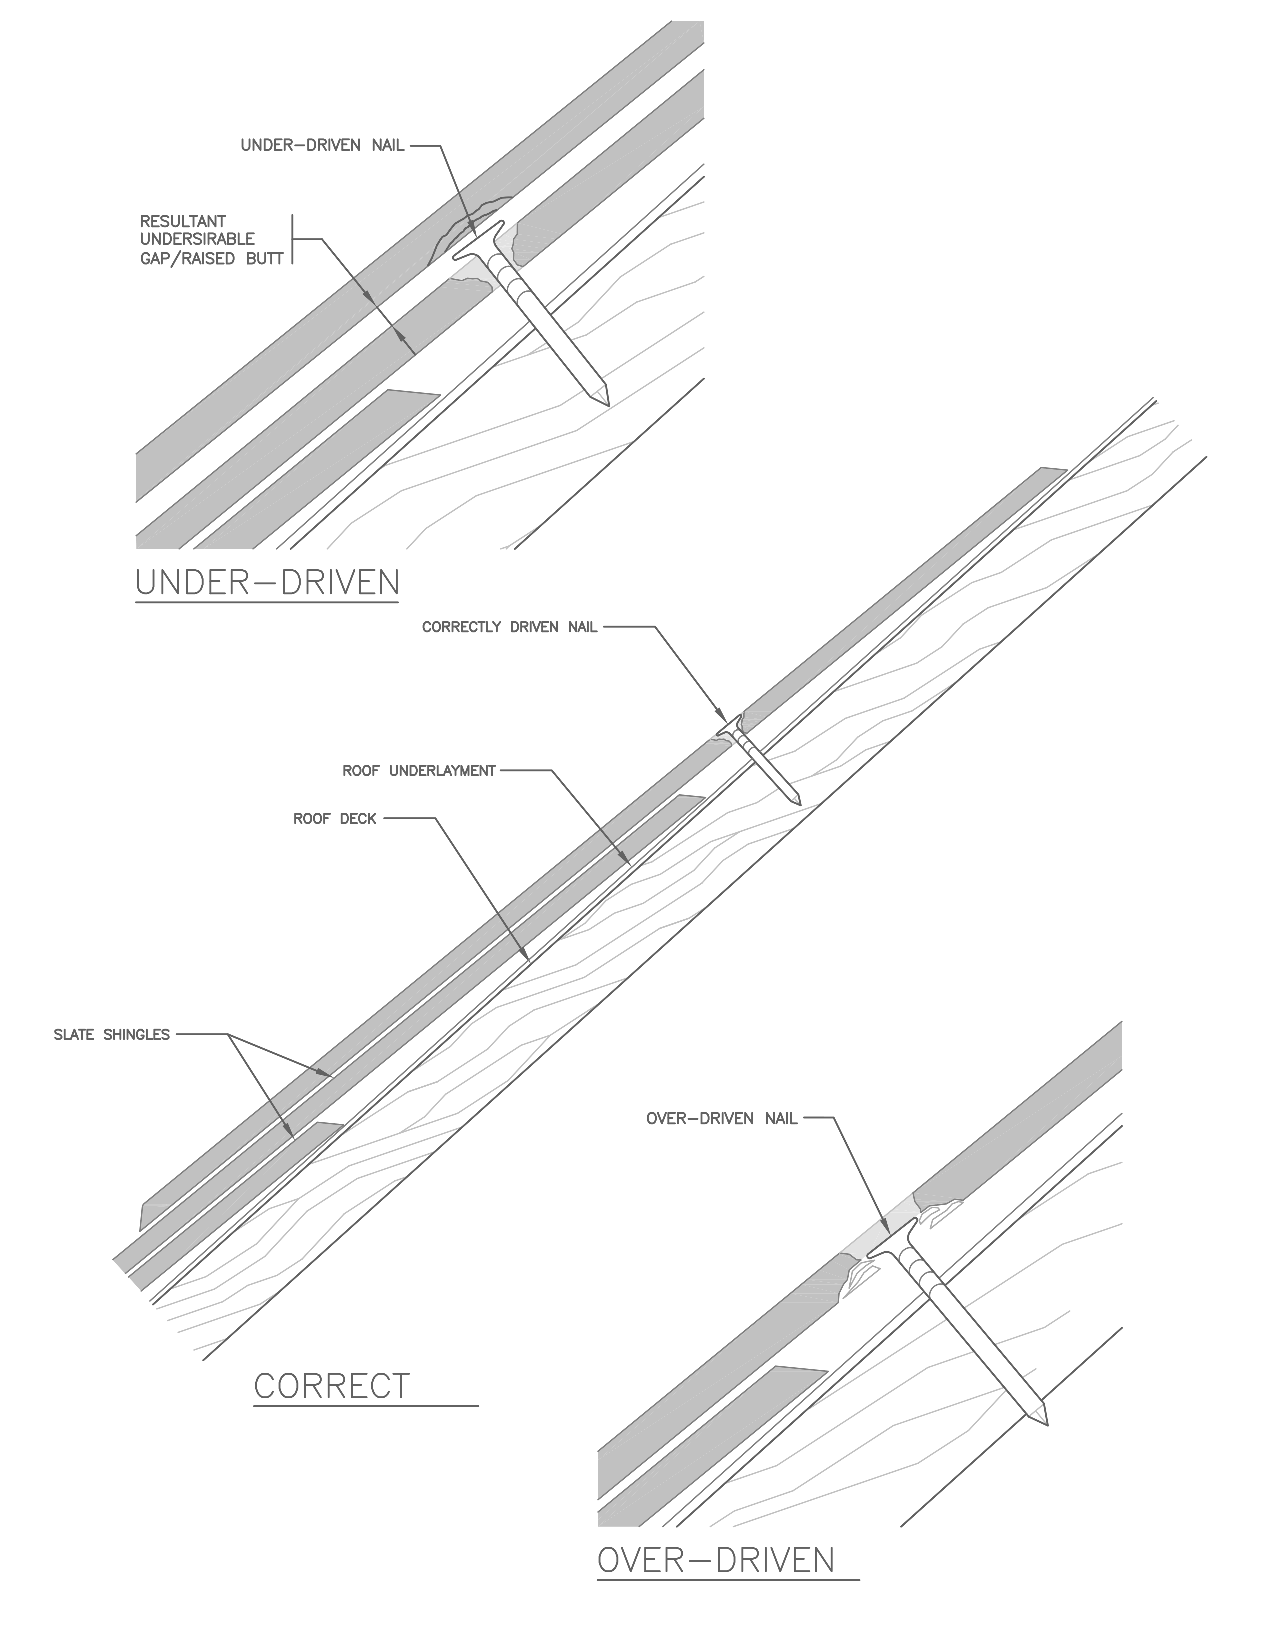 UNDER-DRIVEN NAIL
RESULTANT
UNDERSIRABLE
GAP/RAISED BUTT
UNDER-DRIVEN
CORRECTLY DRIVEN NAIL
ROOF UNDERLAYMENT
ROOF DECK
SLATE SHINGLES
OVER-DRIVEN NAIL
CORRECT
OVER-DRIVEN